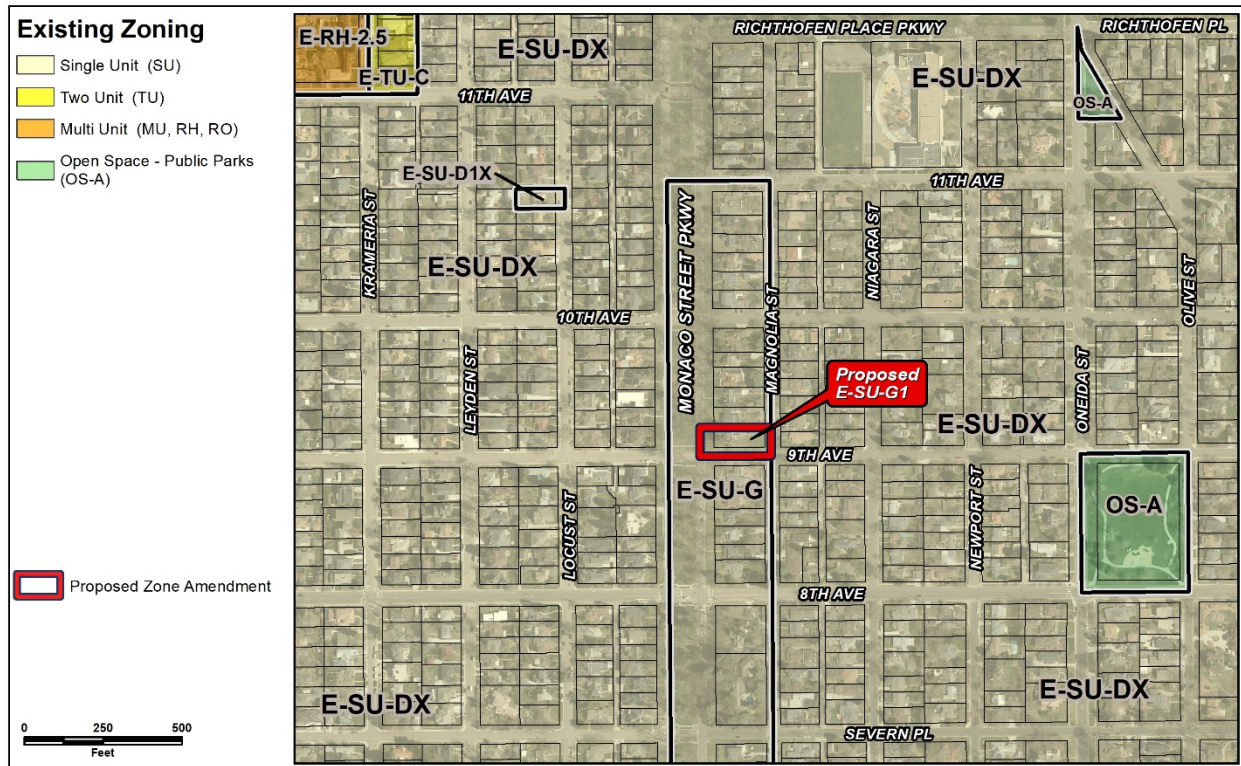 Existing Zoning
Single Unit (SU)
Two Unit (TU)
Multi Unit (MU, RH, RO)
Open Space - Public Parks
(OS-A)
Proposed Zone Amendment
0 250 500
Feet
E-RH-2.5
E-TU-C
E-SU-DX
RICHTHOFEN PLACE PKWY
RICHTHOFEN PL
E-SU-DX
OS-A
11TH AVE
E-SU-D1X
11TH AVE
KRAMERIA ST
E-SU-DX
MONACO STREET PKWY
MAGNOLIA ST
NIAGARA ST
OLIVE ST
10TH AVE
LEYDEN ST
Proposed
E-SU-G1
ONEIDA ST
E-SU-DX
9TH AVE
E-SU-G
LOCUST ST
NEWPORT ST
OS-A
8TH AVE
E-SU-DX
E-SU-DX
SEVERN PL